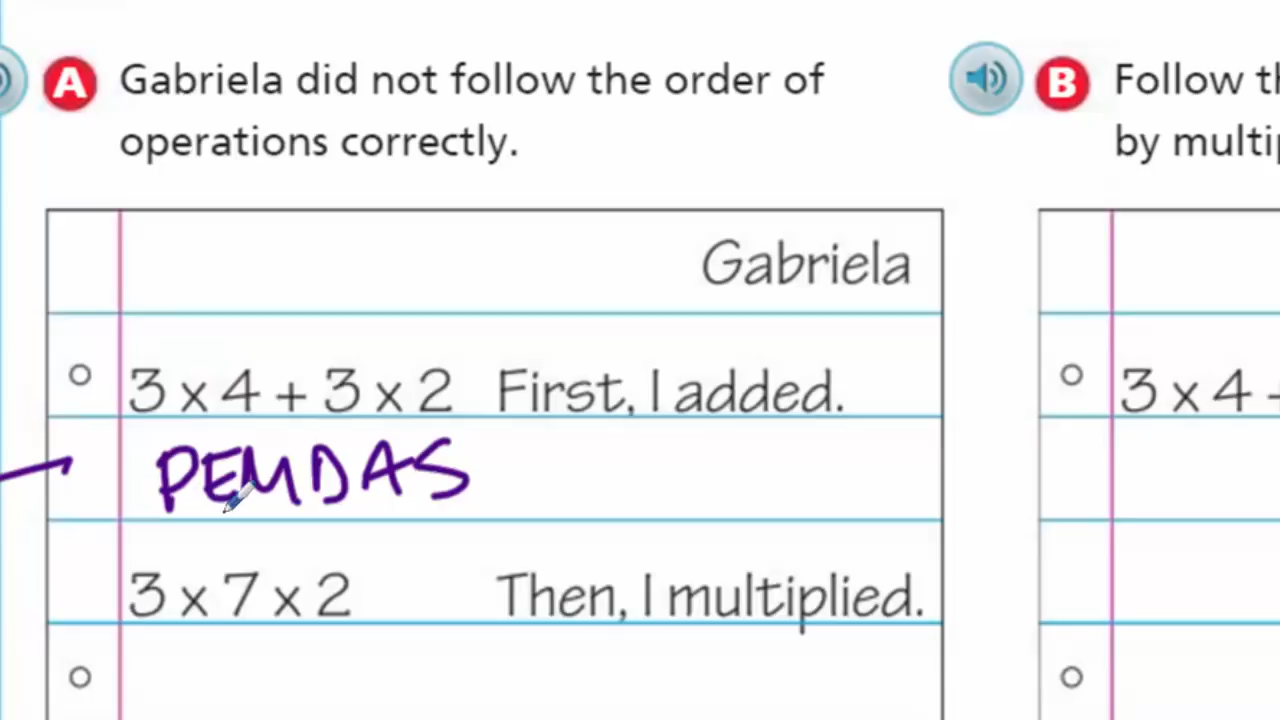 A Gabriela did not follow the order of
operations correctly.
Gabriela
3 x 4 + 3 x 2 First, I added.
PEMDAS
3 x 7 x 2 Then, I multiplied.
B Follow th
by multip
3 x 4 -